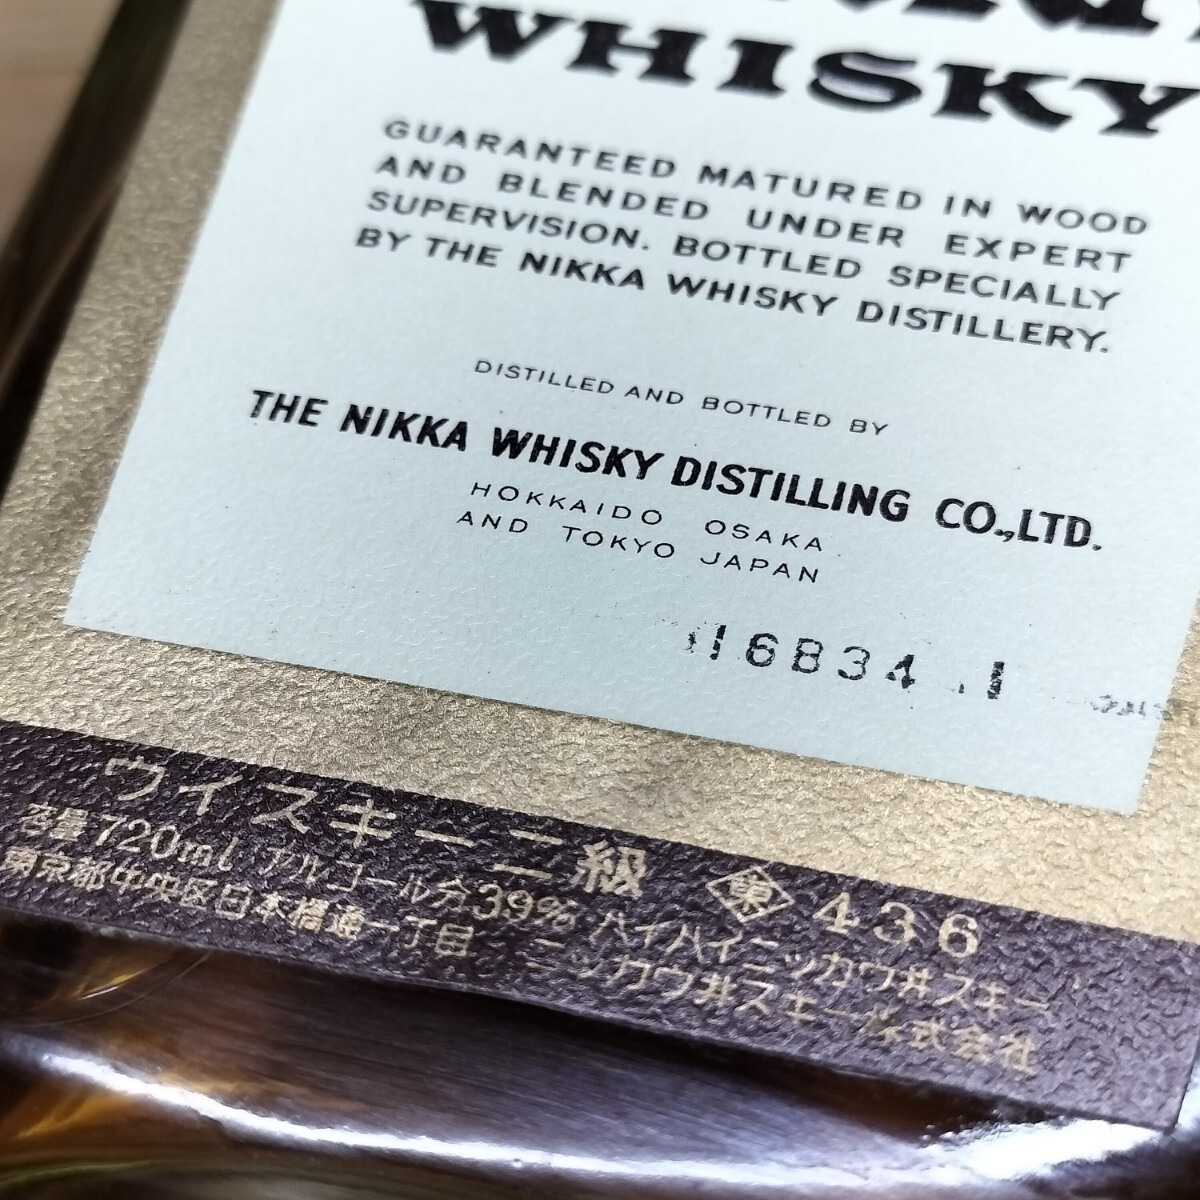 WHISKY
GUARANTEED MATURED IN WOOD
AND BLENDED UNDER EXPERT
SUPERVISION. BOTTLED SPECIALLY
BY THE NIKKA WHISKY DISTILLERY.
DISTILLED AND BOTTLED BY
THE NIKKA WHISKY DISTILLING CO.,LTD.
HOKKAIDO OSAKA
AND TOKYO JAPAN
16834
ウイスキー二級 東 436
容量720ml アルコール分39% ハイハイニッカウヰスキー
東京都中央区日本橋通一丁目 ニッカウヰスキー株式会社